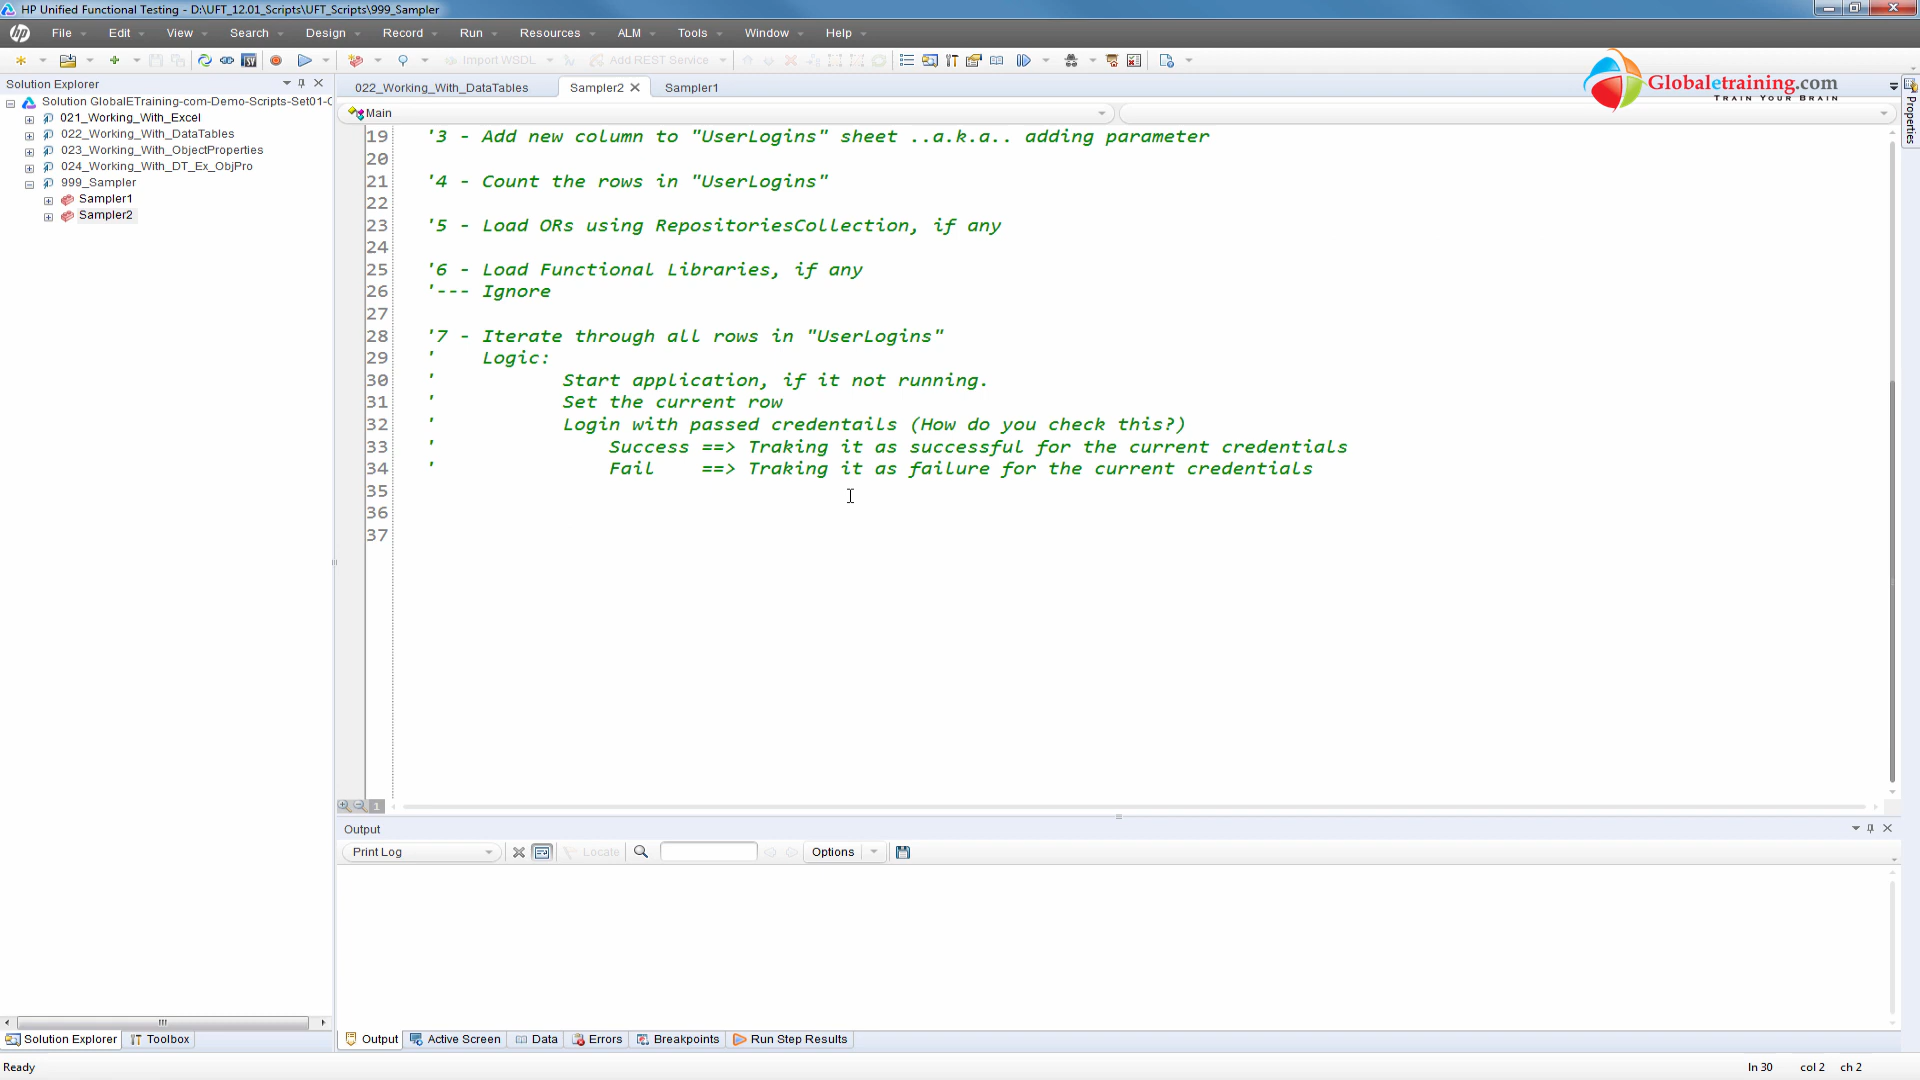 HP Unified Functional Testing - D:\UFT_12.01_Scripts\UFT_Scripts\999_Sampler
File Edit View Search Design Record Run Resources ALM Tools Window Help
Import WSDL Add REST Service
Globaletraining.com
TRAIN YOUR BRAIN
Solution Explorer
022_Working_With_DataTables Sampler2 Sampler1
Solution GlobalETraining-com-Demo-Scripts-Set01-
021_Working_With_Excel
022_Working_With_DataTables
023_Working_With_ObjectProperties
024_Working_With_DT_Ex_ObjPro
999_Sampler
Sampler1
Sampler2
Main
Properties
19 '3 - Add new column to "UserLogins" sheet ..a.k.a.. adding parameter
20
21 '4 - Count the rows in "UserLogins"
22
23 '5 - Load ORs using RepositoriesCollection, if any
24
25 '6 - Load Functional Libraries, if any
26 '--- Ignore
27
28 '7 - Iterate through all rows in "UserLogins"
29 ' Logic:
30 ' Start application, if it not running.
31 ' Set the current row
32 ' Login with passed credentails (How do you check this?)
33 ' Success ==> Traking it as successful for the current credentials
34 ' Fail ==> Traking it as failure for the current credentials
35
36
37
1
Output
Print Log Locate Options
Solution Explorer Toolbox
Output Active Screen Data Errors Breakpoints Run Step Results
Ready ln 30 col 2 ch 2